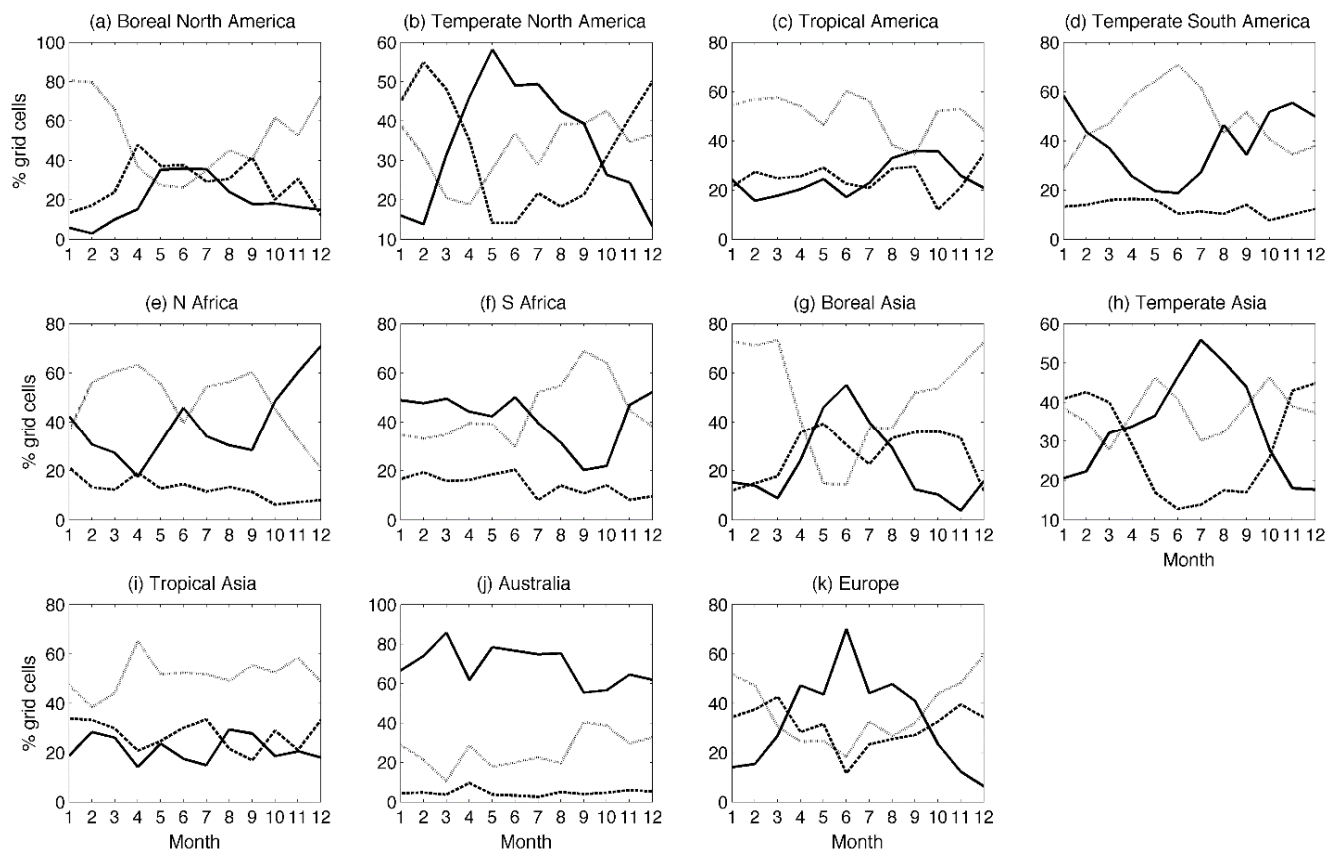 (a) Boreal North America
100
80
60
40
20
0
1 2 3 4 5 6 7 8 9 10 11 12
% grid cells
(b) Temperate North America
60
50
40
30
20
10
1 2 3 4 5 6 7 8 9 10 11 12
(c) Tropical America
80
60
40
20
0
1 2 3 4 5 6 7 8 9 10 11 12
(d) Temperate South America
80
60
40
20
0
1 2 3 4 5 6 7 8 9 10 11 12
(e) N Africa
80
60
40
20
0
1 2 3 4 5 6 7 8 9 10 11 12
% grid cells
(f) S Africa
80
60
40
20
0
1 2 3 4 5 6 7 8 9 10 11 12
(g) Boreal Asia
80
60
40
20
0
1 2 3 4 5 6 7 8 9 10 11 12
(h) Temperate Asia
60
50
40
30
20
10
1 2 3 4 5 6 7 8 9 10 11 12
Month
(i) Tropical Asia
80
60
40
20
0
1 2 3 4 5 6 7 8 9 10 11 12
% grid cells
Month
(j) Australia
100
80
60
40
20
0
1 2 3 4 5 6 7 8 9 10 11 12
Month
(k) Europe
80
60
40
20
0
1 2 3 4 5 6 7 8 9 10 11 12
Month